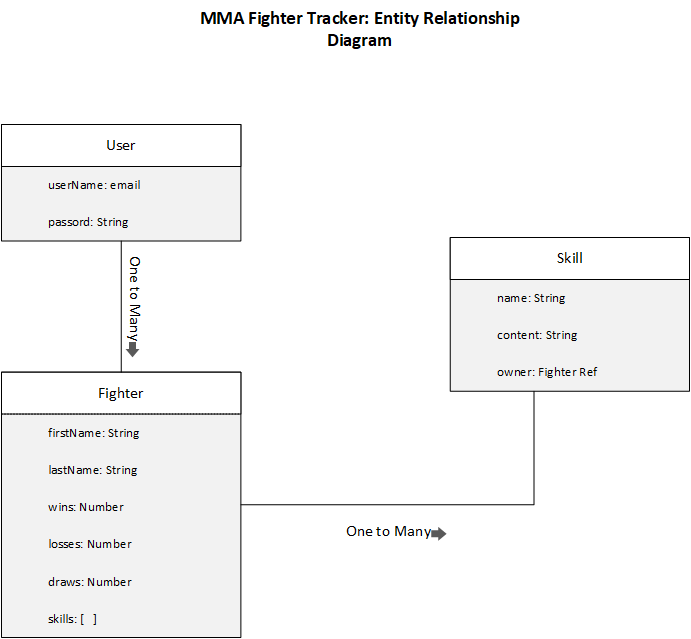 MMA Fighter Tracker: Entity Relationship
Diagram
User
userName: email
passord: String
One to Many
Fighter
firstName: String
lastName: String
wins: Number
losses: Number
draws: Number
skills: [ ]
One to Many
Skill
name: String
content: String
owner: Fighter Ref